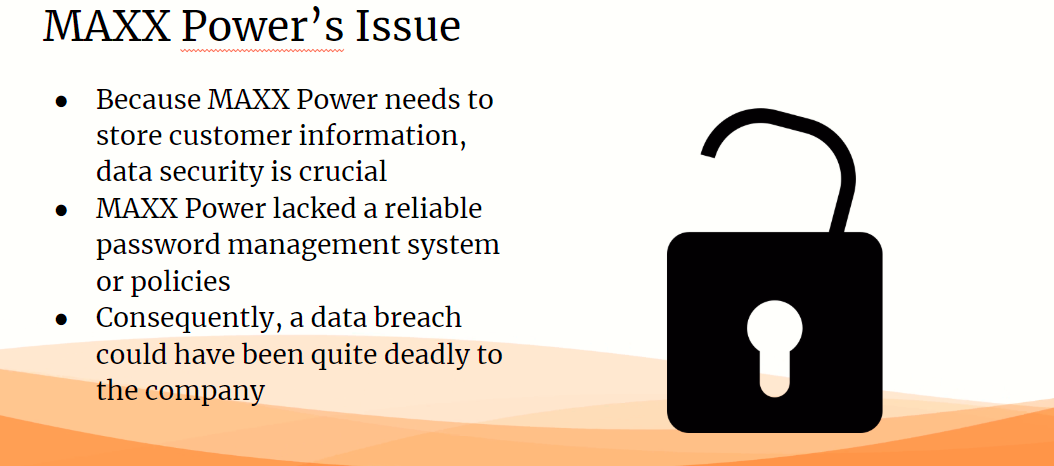 MAXX Power’s Issue
● Because MAXX Power needs to
store customer information,
data security is crucial
● MAXX Power lacked a reliable
password management system
or policies
● Consequently, a data breach
could have been quite deadly to
the company